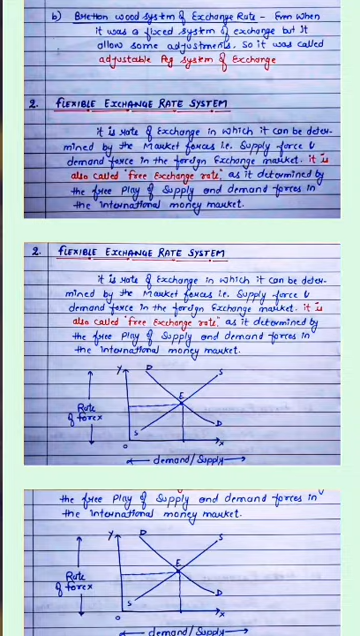 b) Bretton wood system of Exchange Rate - Even when
it was a fixed system of exchange but It
allow some adjustments. So it was called
adjustable Peg system of Exchange
2. FLEXIBLE EXCHANGE RATE SYSTEM
it is rate of Exchange in which it can be deter-
mined by the Market forces i.e. Supply force &
demand force in the foreign Exchange market. it is
also called 'free Exchange rate', as it determined by
the free Play of Supply and demand forces in
the international money market.
2. FLEXIBLE EXCHANGE RATE SYSTEM
it is rate of Exchange in which it can be deter-
mined by the Market forces i.e. Supply force &
demand force in the foreign Exchange market. it is
also called 'free Exchange rate', as it determined by
the free Play of Supply and demand forces in
the international money market.
Y D S
Rate
of forex
E
S D
O X
demand/Supply
the free Play of Supply and demand forces in
the international money market.
Y D S
Rate
of forex
E
S D
O X
demand/Supply